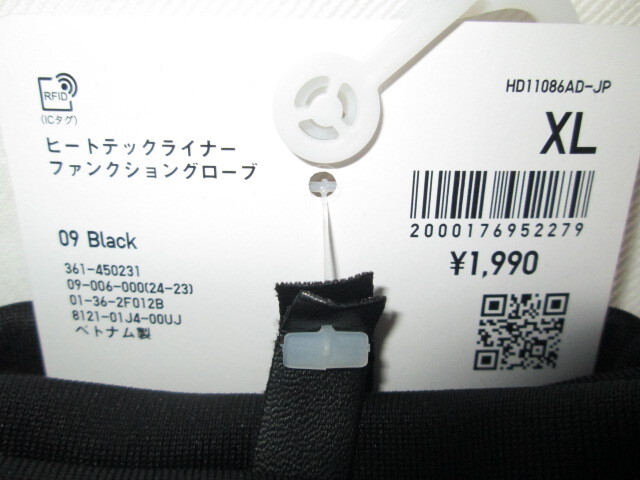 RFID
(ICタグ)
ヒートテックライナー
ファンクショングローブ
09 Black
361-450231
09-006-000(24-23)
01-36-2F012B
8121-01J4-00UJ
ベトナム製
HD11086AD-JP
XL
2000176952279
¥1,990